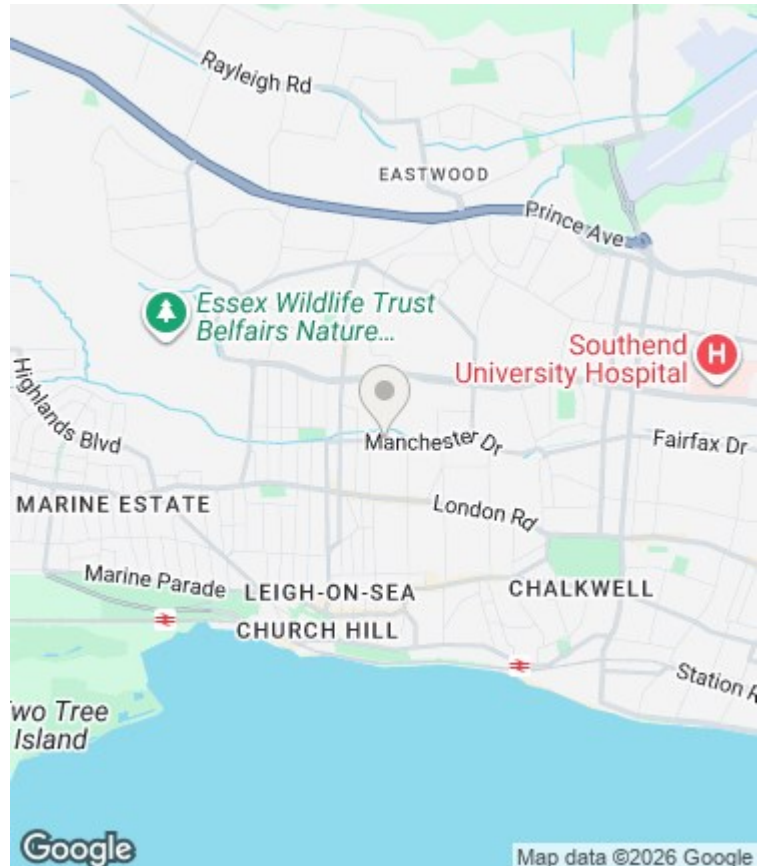 Rayleigh Rd
EASTWOOD
Prince Ave
Essex Wildlife Trust
Belfairs Nature...
Southend
University Hospital
H
Highlands Blvd
Manchester Dr
Fairfax Dr
MARINE ESTATE
London Rd
Marine Parade
LEIGH-ON-SEA
CHALKWELL
CHURCH HILL
Station R
wo Tree
Island
Google
Map data ©2026 Google